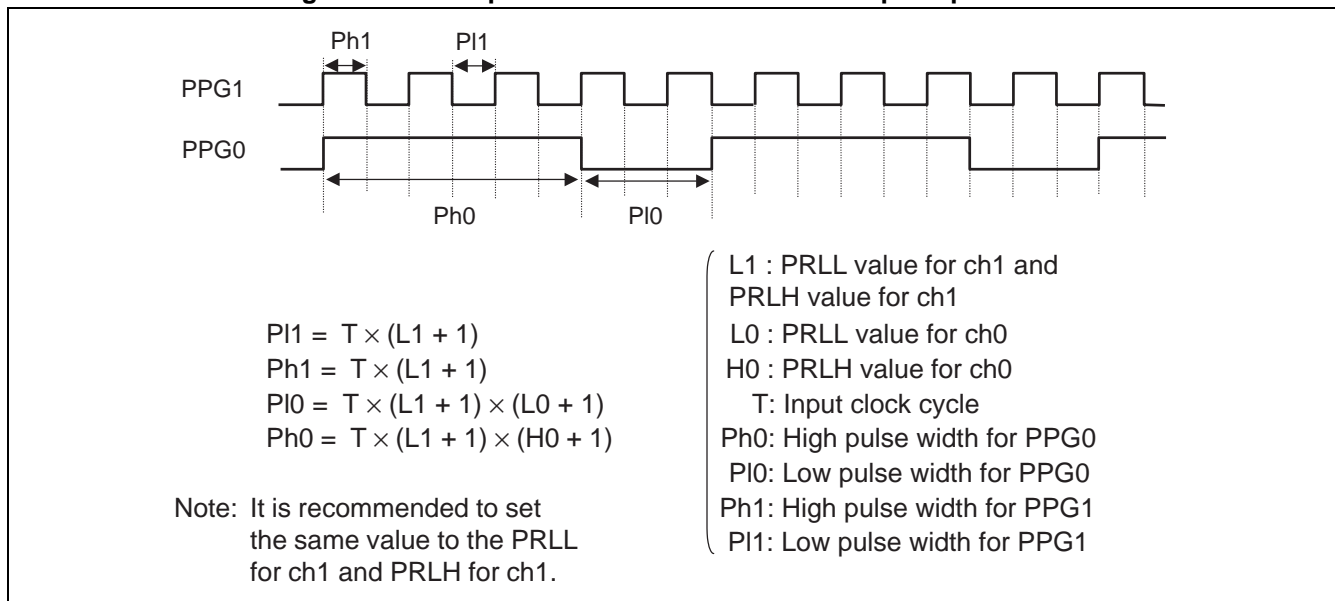 Ph1 Pl1
PPG1
PPG0
Ph0 Pl0
L1 : PRLL value for ch1 and
PRLH value for ch1
L0 : PRLL value for ch0
H0 : PRLH value for ch0
T: Input clock cycle
Ph0: High pulse width for PPG0
Pl0: Low pulse width for PPG0
Ph1: High pulse width for PPG1
Pl1: Low pulse width for PPG1
Pl1 = T × (L1 + 1)
Ph1 = T × (L1 + 1)
Pl0 = T × (L1 + 1) × (L0 + 1)
Ph0 = T × (L1 + 1) × (H0 + 1)
Note: It is recommended to set
the same value to the PRLL
for ch1 and PRLH for ch1.